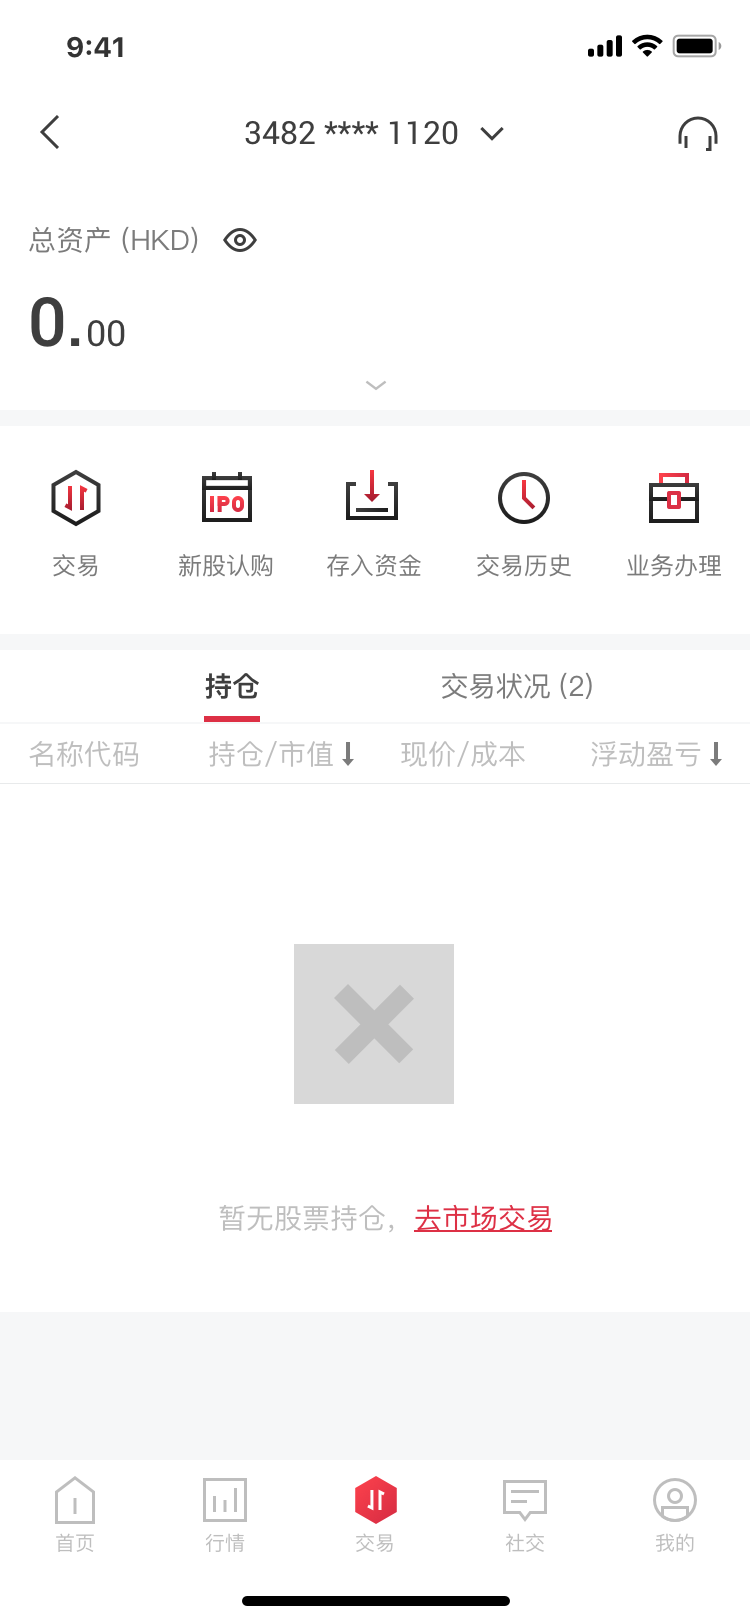 9:41
3482 **** 1120
总资产 (HKD)
0.00
IPO
交易 新股认购 存入资金 交易历史 业务办理
持仓 交易状况 (2)
名称代码 持仓/市值 现价/成本 浮动盈亏
暂无股票持仓，去市场交易
首页 行情 交易 社交 我的